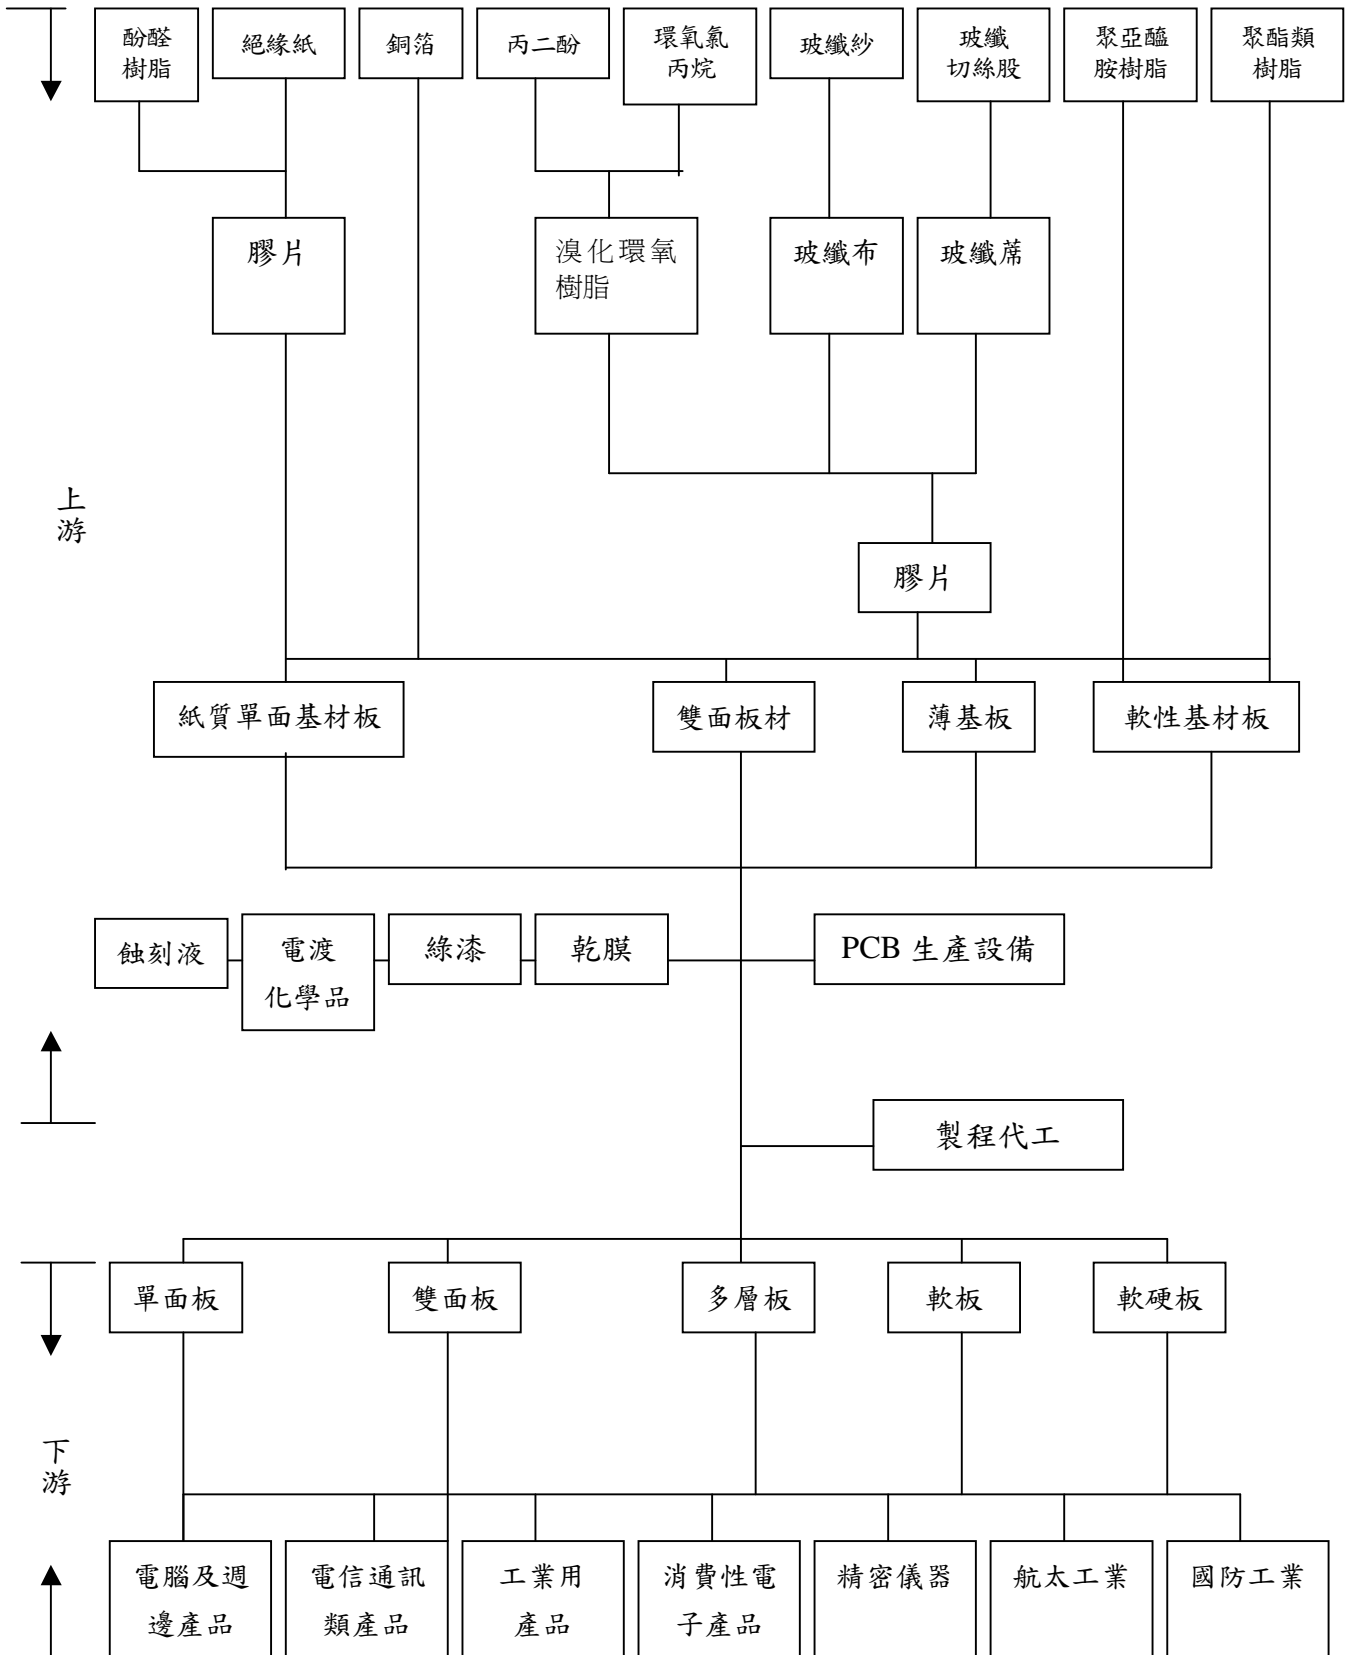 酚醛
樹脂
絕緣紙
銅箔
丙二酚
環氧氯
丙烷
玻纖紗
玻纖
切絲股
聚亞醯
胺樹脂
聚酯類
樹脂
膠片
溴化環氧
樹脂
玻纖布
玻纖蓆
上
游
膠片
紙質單面基材板
雙面板材
薄基板
軟性基材板
蝕刻液
電渡
化學品
綠漆
乾膜
PCB 生產設備
製程代工
單面板
雙面板
多層板
軟板
軟硬板
下
游
電腦及週
邊產品
電信通訊
類產品
工業用
產品
消費性電
子產品
精密儀器
航太工業
國防工業